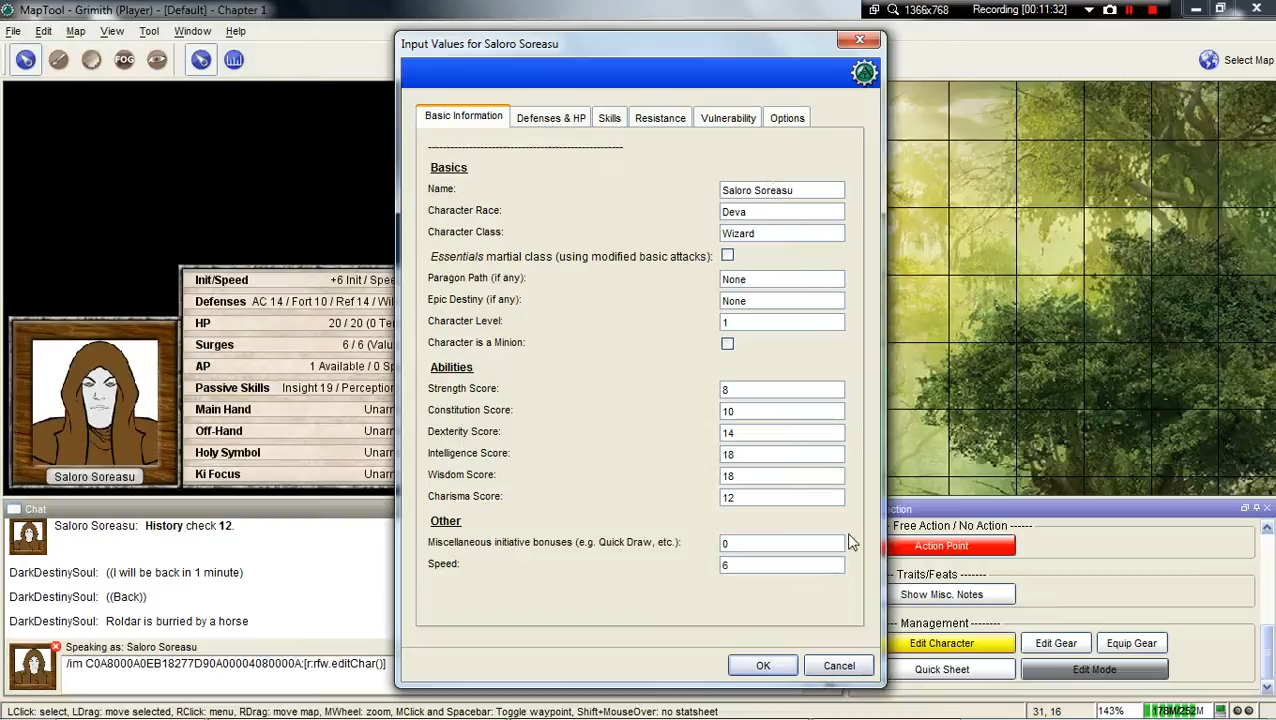 MapTool - Grimith (Player) - [Default] - Chapter 1
1366x768
Recording [00:11:32]
File Edit Map View Tool Window Help
FOG
Select Map
Input Values for Saloro Soreasu
Basic Information Defenses & HP Skills Resistance Vulnerability Options
Basics
Name: Saloro Soreasu
Character Race: Deva
Character Class: Wizard
Essentials martial class (using modified basic attacks):
Paragon Path (if any): None
Epic Destiny (if any): None
Character Level: 1
Character is a Minion:
Abilities
Strength Score: 8
Constitution Score: 10
Dexterity Score: 14
Intelligence Score: 18
Wisdom Score: 18
Charisma Score: 12
Other
Miscellaneous initiative bonuses (e.g. Quick Draw, etc.): 0
Speed: 6
OK Cancel
Init/Speed +6 Init / Spee
Defenses AC 14 / Fort 10 / Ref 14 / Wil
HP 20 / 20 (0 Te
Surges 6 / 6 (Valu
AP 1 Available / 0 S
Passive Skills Insight 19 / Perception
Main Hand Unarm
Off-Hand Unarm
Holy Symbol Unarm
Ki Focus Unarm
Saloro Soreasu
Chat
Saloro Soreasu: History check 12.
DarkDestinySoul: ((I will be back in 1 minute)
DarkDestinySoul: ((Back))
DarkDestinySoul: Roldar is burried by a horse
Speaking as: Saloro Soreasu
/im C0A8000A0EB18277D90A00004080000A:[r:rfw.editChar()]
ction
Free Action / No Action ------
Action Point
- Traits/Feats -------
Show Misc. Notes
- Management -------
Edit Character Edit Gear Equip Gear
Quick Sheet Edit Mode
LClick: select, LDrag: move selected, RClick: menu, RDrag: move map, MWheel: zoom, MClick and Spacebar: Toggle waypoint, Shift+MouseOver: no statsheet
31, 16
143%
178M/252M